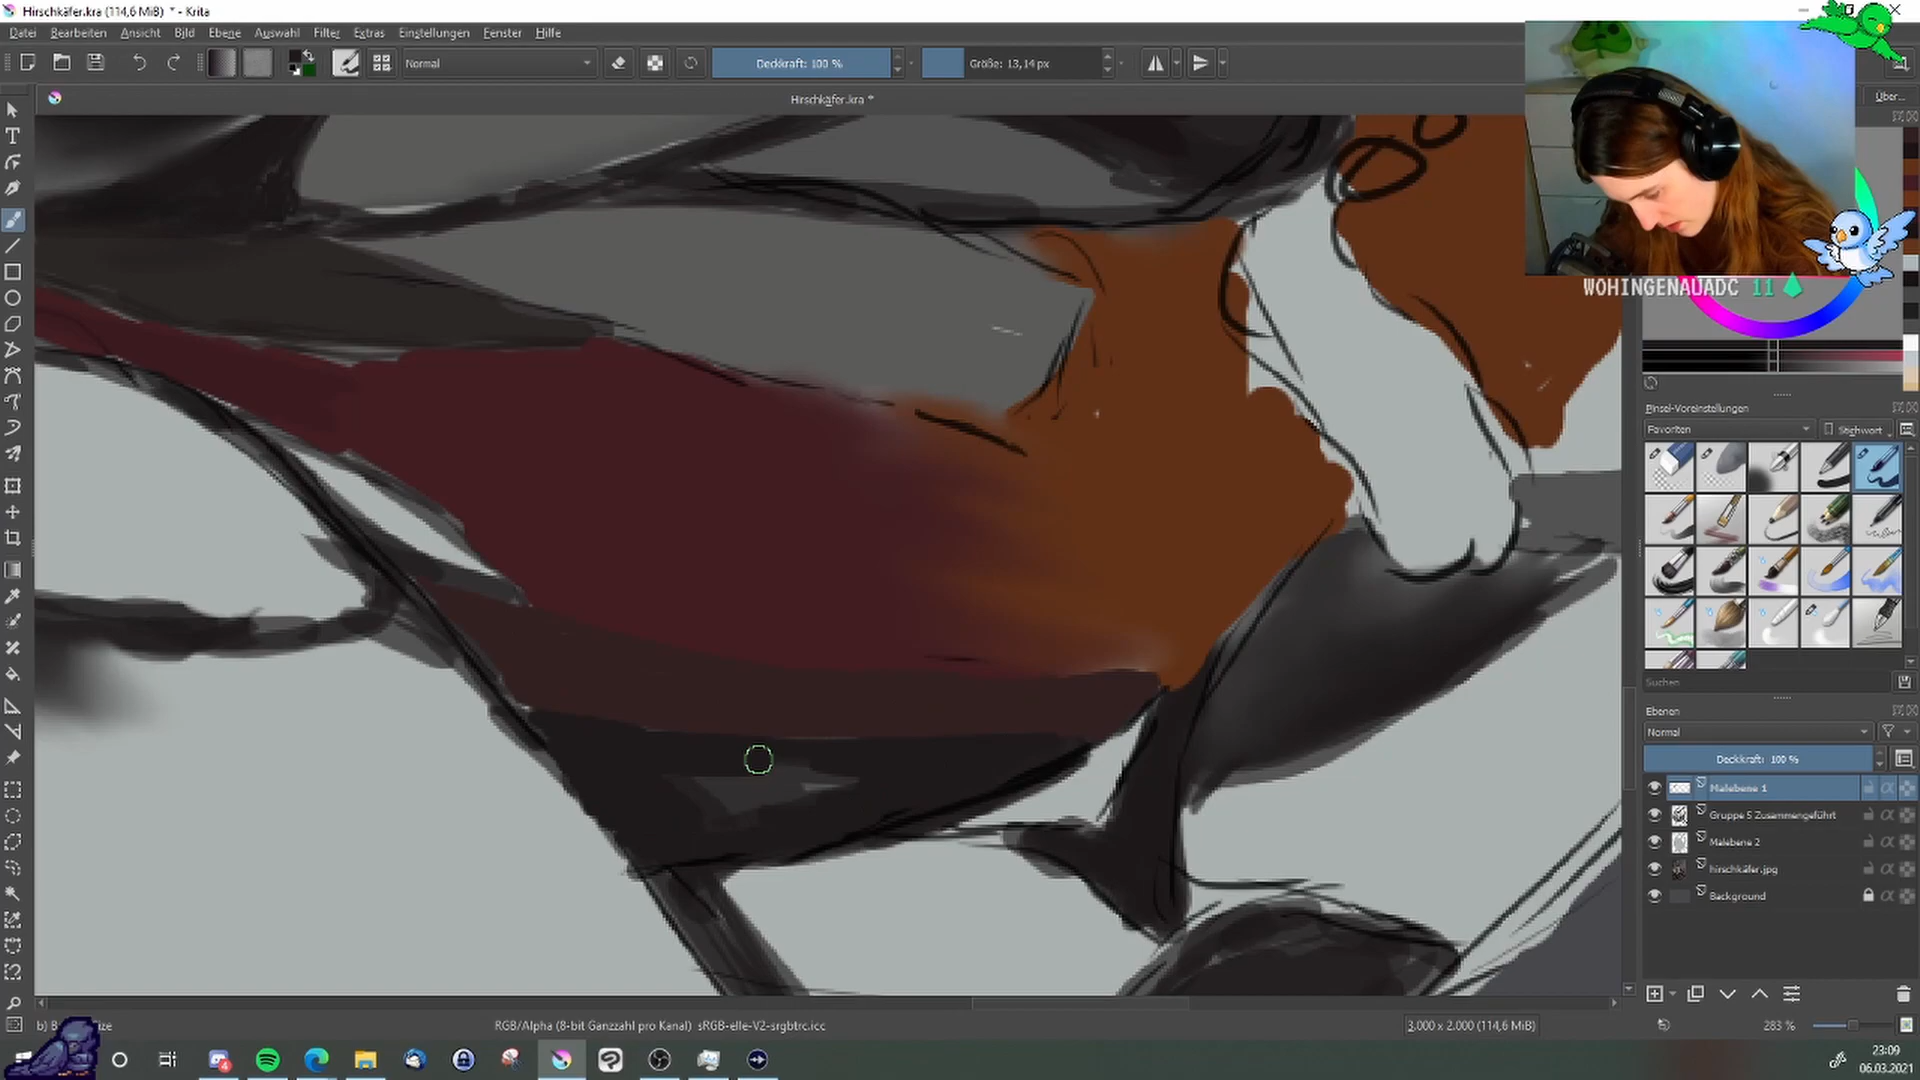 Hirschkäfer.kra (114,6 MiB) * - Krita
Datei Bearbeiten Ansicht Bild Ebene Auswahl Filter Extras Einstellungen Fenster Hilfe
Normal
Deckkraft: 100 %
Größe: 13,14 px
Hirschkäfer.kra *
Über...
WOHINGENAUADC 11
Pinsel-Voreinstellungen
Favoriten
Stichwort
Suchen
Ebenen
Normal
Deckkraft: 100 %
Malebene 1
Gruppe 5 Zusammengeführt
Malebene 2
hirschkäfer.jpg
Background
RGB/Alpha (8-bit Ganzzahl pro Kanal) sRGB-elle-V2-srgbtrc.icc
3.000 x 2.000 (114,6 MiB)
283 %
23:09
06.03.2021